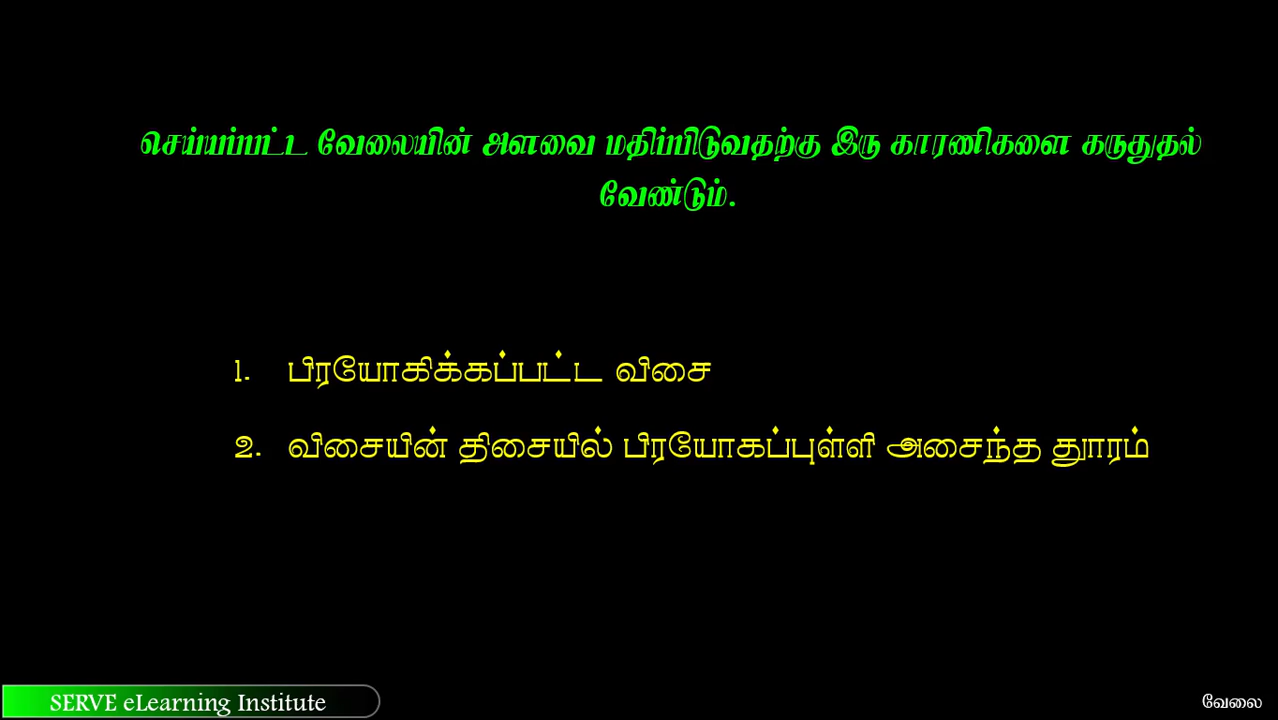 செய்யப்பட்ட வேலையின் அளவை மதிப்பிடுவதற்கு இரு காரணிகளை கருதுதல்
வேண்டும்.
1. பிரயோகிக்கப்பட்ட விசை
2. விசையின் திசையில் பிரயோகப்புள்ளி அசைந்த தூரம்
SERVE eLearning Institute
வேலை